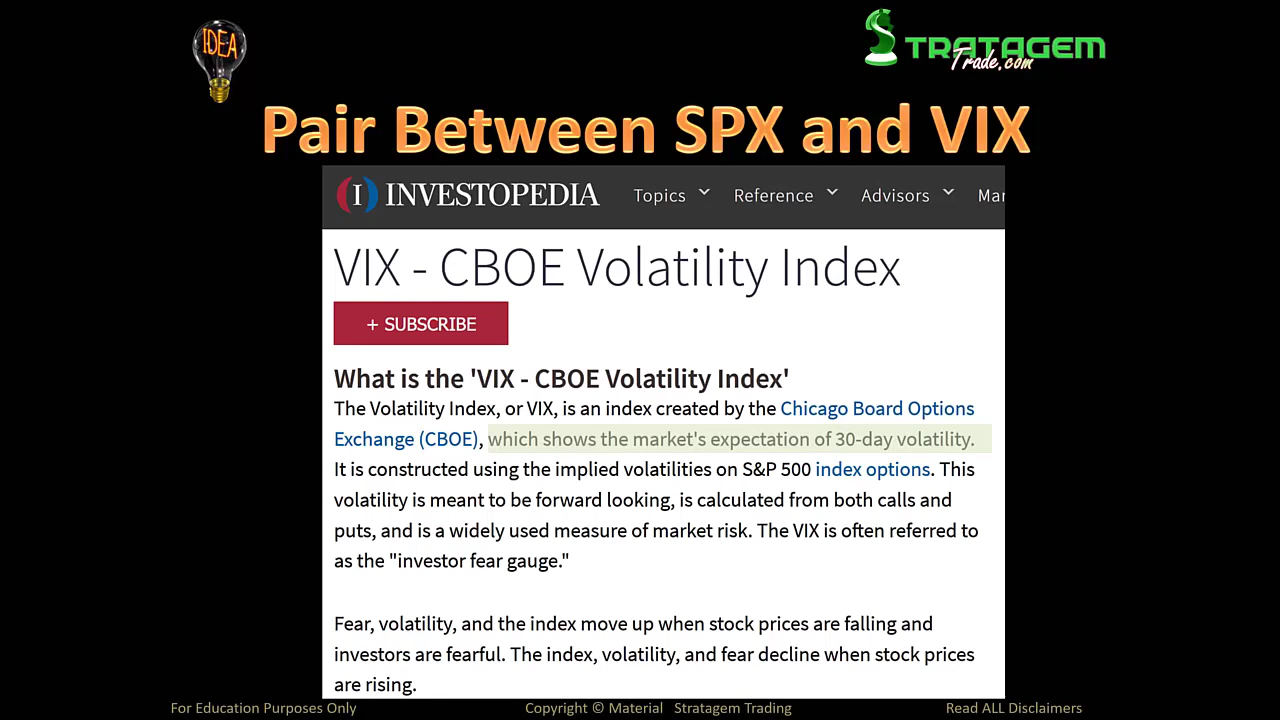 IDEA
STRATAGEM
Trade.com
Pair Between SPX and VIX
INVESTOPEDIA Topics Reference Advisors Mar
VIX - CBOE Volatility Index
+ SUBSCRIBE
What is the 'VIX - CBOE Volatility Index'
The Volatility Index, or VIX, is an index created by the Chicago Board Options
Exchange (CBOE), which shows the market's expectation of 30-day volatility.
It is constructed using the implied volatilities on S&P 500 index options. This
volatility is meant to be forward looking, is calculated from both calls and
puts, and is a widely used measure of market risk. The VIX is often referred to
as the "investor fear gauge."
Fear, volatility, and the index move up when stock prices are falling and
investors are fearful. The index, volatility, and fear decline when stock prices
are rising.
For Education Purposes Only Copyright © Material Stratagem Trading Read ALL Disclaimers